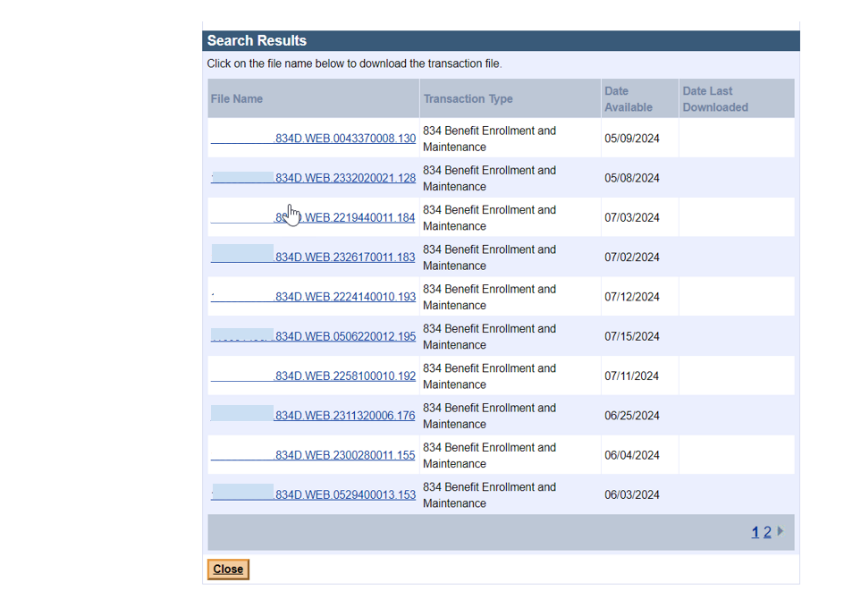 Search Results
Click on the file name below to download the transaction file.
File Name Transaction Type Date Available Date Last Downloaded
.834D.WEB.0043370008.130 834 Benefit Enrollment and Maintenance 05/09/2024
.834D.WEB.2332020021.128 834 Benefit Enrollment and Maintenance 05/08/2024
.WEB.2219440011.184 834 Benefit Enrollment and Maintenance 07/03/2024
.834D.WEB.2326170011.183 834 Benefit Enrollment and Maintenance 07/02/2024
.834D.WEB.2224140010.193 834 Benefit Enrollment and Maintenance 07/12/2024
.834D.WEB.0506220012.195 834 Benefit Enrollment and Maintenance 07/15/2024
.834D.WEB.2258100010.192 834 Benefit Enrollment and Maintenance 07/11/2024
.834D.WEB.2311320006.176 834 Benefit Enrollment and Maintenance 06/25/2024
.834D.WEB.2300280011.155 834 Benefit Enrollment and Maintenance 06/04/2024
.834D.WEB.0529400013.153 834 Benefit Enrollment and Maintenance 06/03/2024
1 2
Close